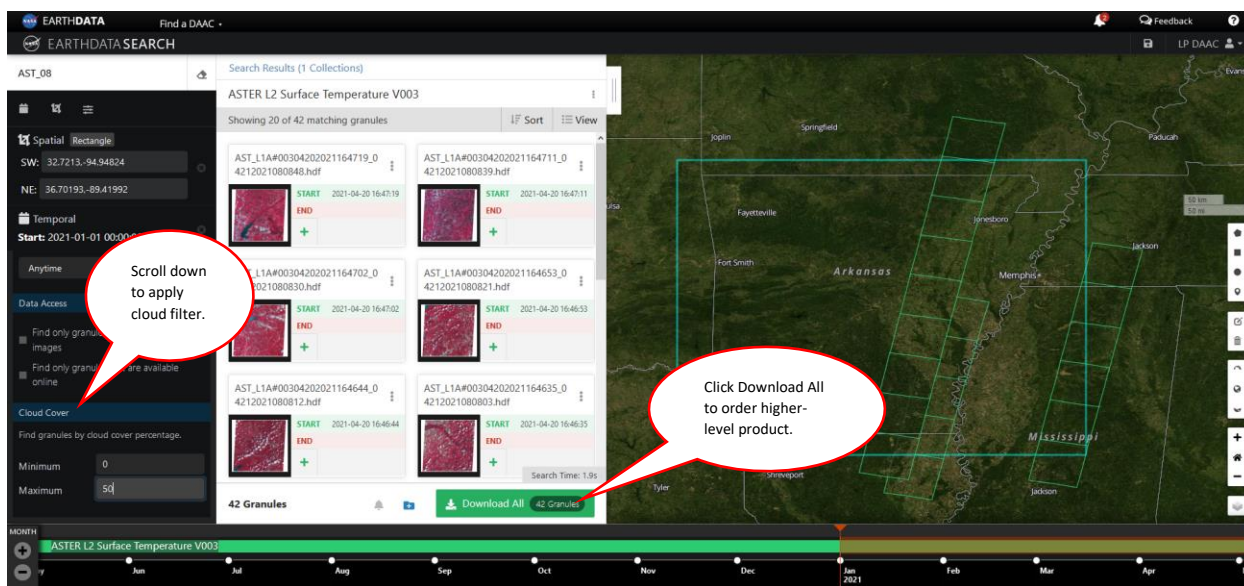 EARTHDATA Find a DAAC
2
Feedback
EARTHDATA SEARCH
LP DAAC
AST_08
Spatial Rectangle
SW: 32.7213,-94.94824
NE: 36.70193,-89.41992
Temporal
Start: 2021-01-01 00:00:0
Anytime
Data Access
Find only granu
images
Find only granu are available
online
Cloud Cover
Find granules by cloud cover percentage.
Minimum 0
Maximum 50
Scroll down
to apply
cloud filter.
Search Results (1 Collections)
ASTER L2 Surface Temperature V003
Showing 20 of 42 matching granules
Sort View
AST_L1A#00304202021164719_0
4212021080848.hdf
START 2021-04-20 16:47:19
END
AST_L1A#00304202021164711_0
4212021080839.hdf
START 2021-04-20 16:47:11
END
_L1A#00304202021164702_0
2021080830.hdf
START 2021-04-20 16:47:02
END
AST_L1A#00304202021164653_0
4212021080821.hdf
START 2021-04-20 16:46:53
END
AST_L1A#00304202021164644_0
4212021080812.hdf
START 2021-04-20 16:46:44
END
AST_L1A#00304202021164635_0
4212021080803.hdf
START 2021-04-20 16:46:35
END
Search Time: 1.9s
42 Granules
Download All 42 Granules
Click Download All
to order higher-
level product.
Evans
Joplin
Springfield
Paducah
ulsa
Fayetteville
Jonesboro
50 km
50 mi
Fort Smith
Arkansas
Memphis
Jackson
Mississippi
Tyler
Shreveport
Jackson
MONTH
ASTER L2 Surface Temperature V003
y Jun Jul Aug Sep Oct Nov Dec Jan Feb Mar Apr
2021